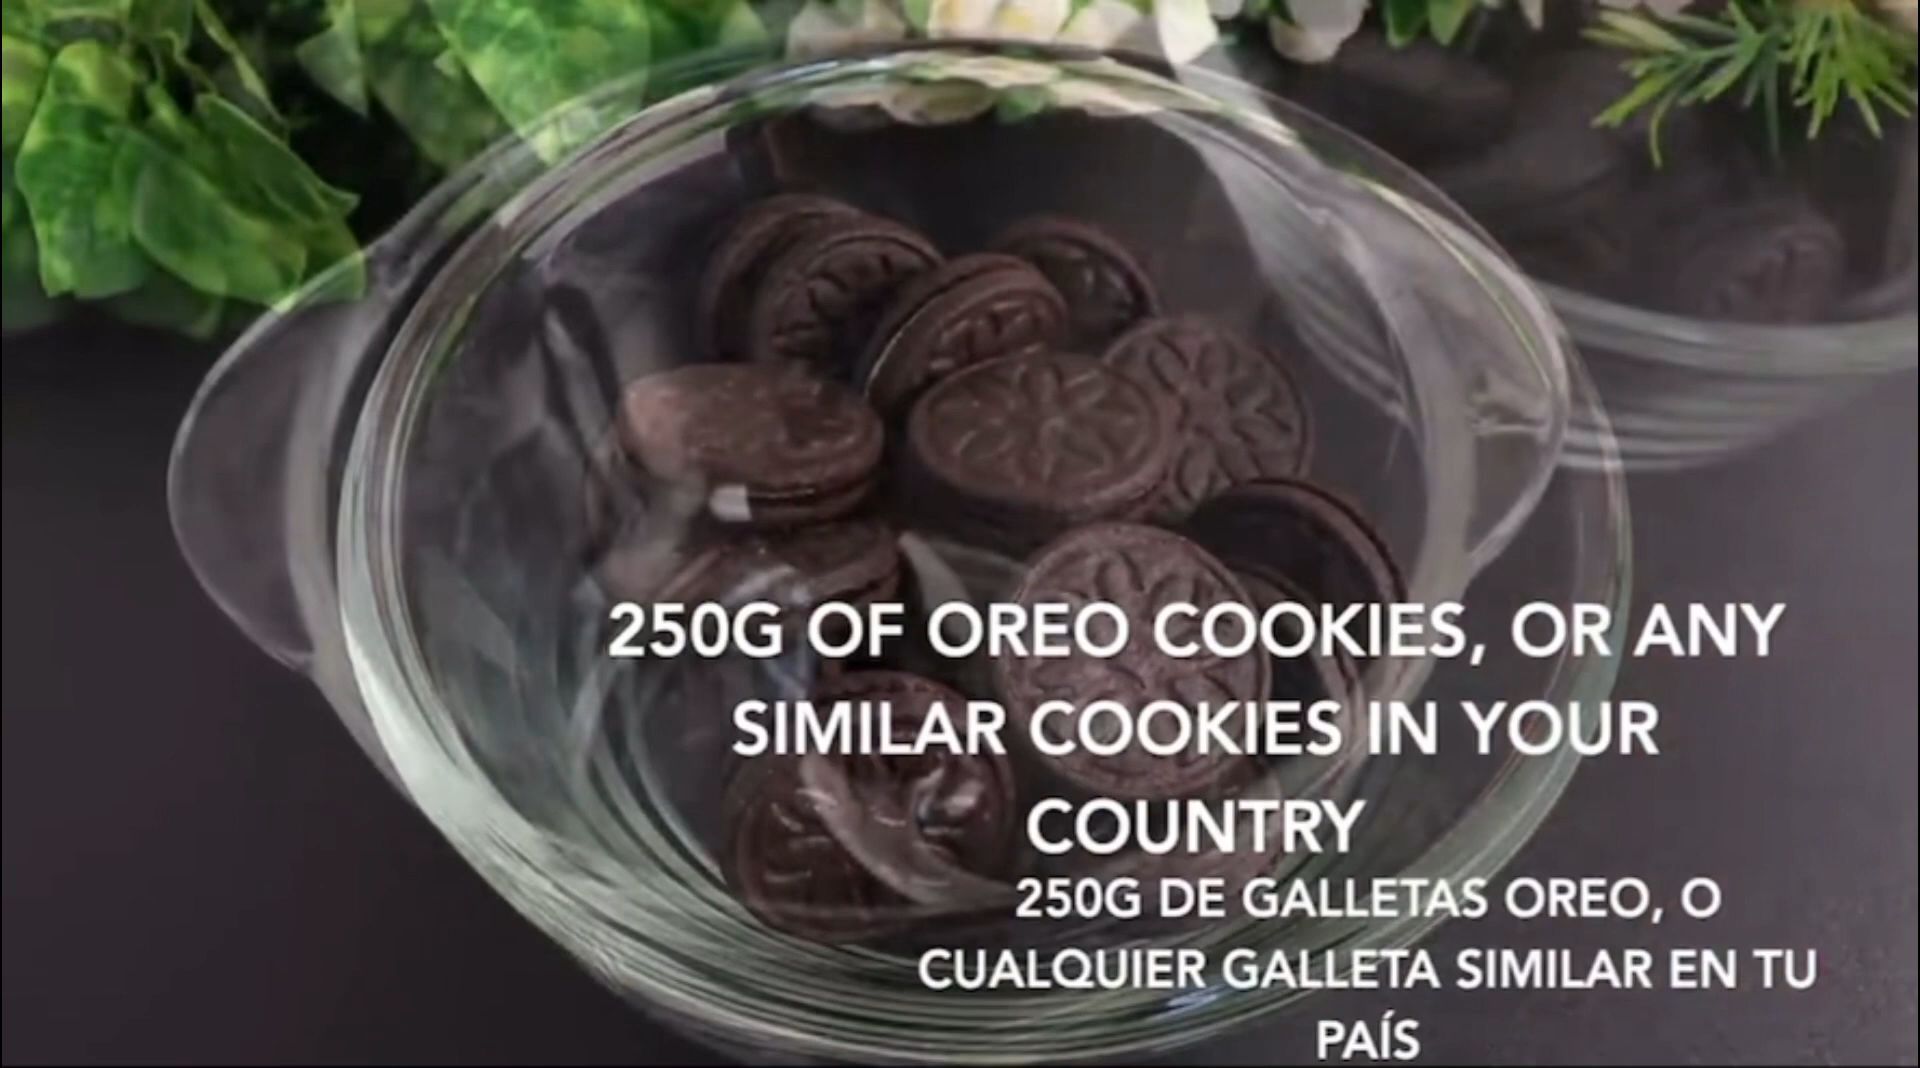 250G OF OREO COOKIES, OR ANY
SIMILAR COOKIES IN YOUR
COUNTRY
250G DE GALLETAS OREO, O
CUALQUIER GALLETA SIMILAR EN TU
PAÍS